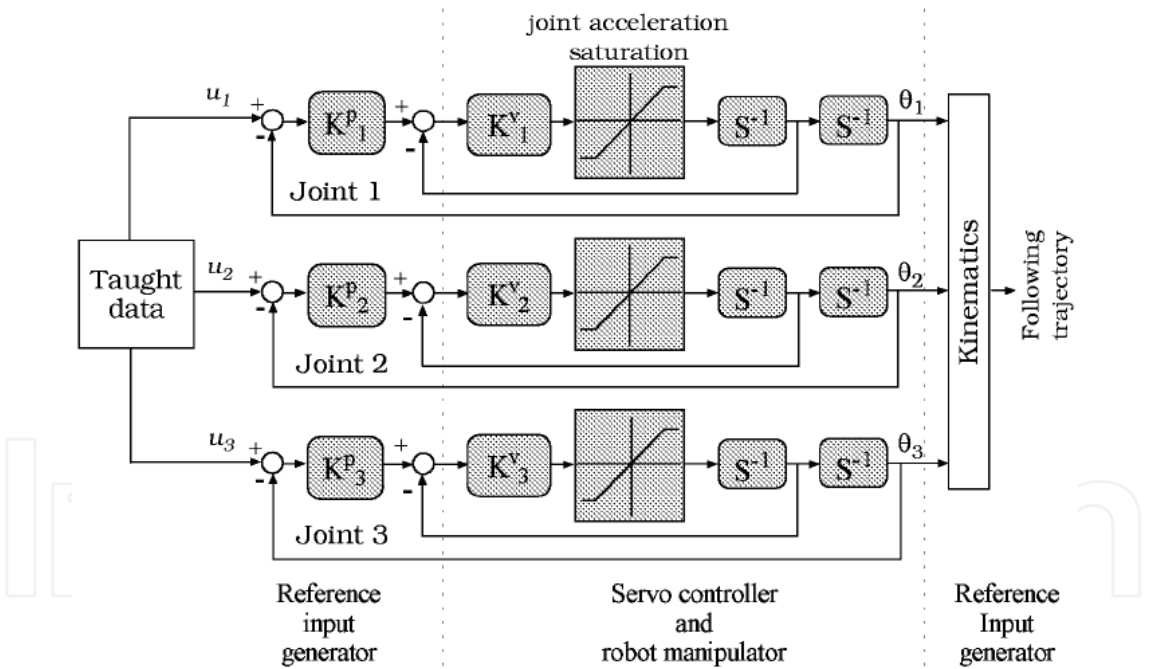 joint acceleration
saturation
u1 + - K^p_1 + - K^v_1 S^-1 S^-1 θ1
Joint 1
Taught
data
u2 + - K^p_2 + - K^v_2 S^-1 S^-1 θ2
Joint 2
u3 + - K^p_3 + - K^v_3 S^-1 S^-1 θ3
Joint 3
Kinematics
Following
trajectory
Reference
input
generator
Servo controller
and
robot manipulator
Reference
Input
generator